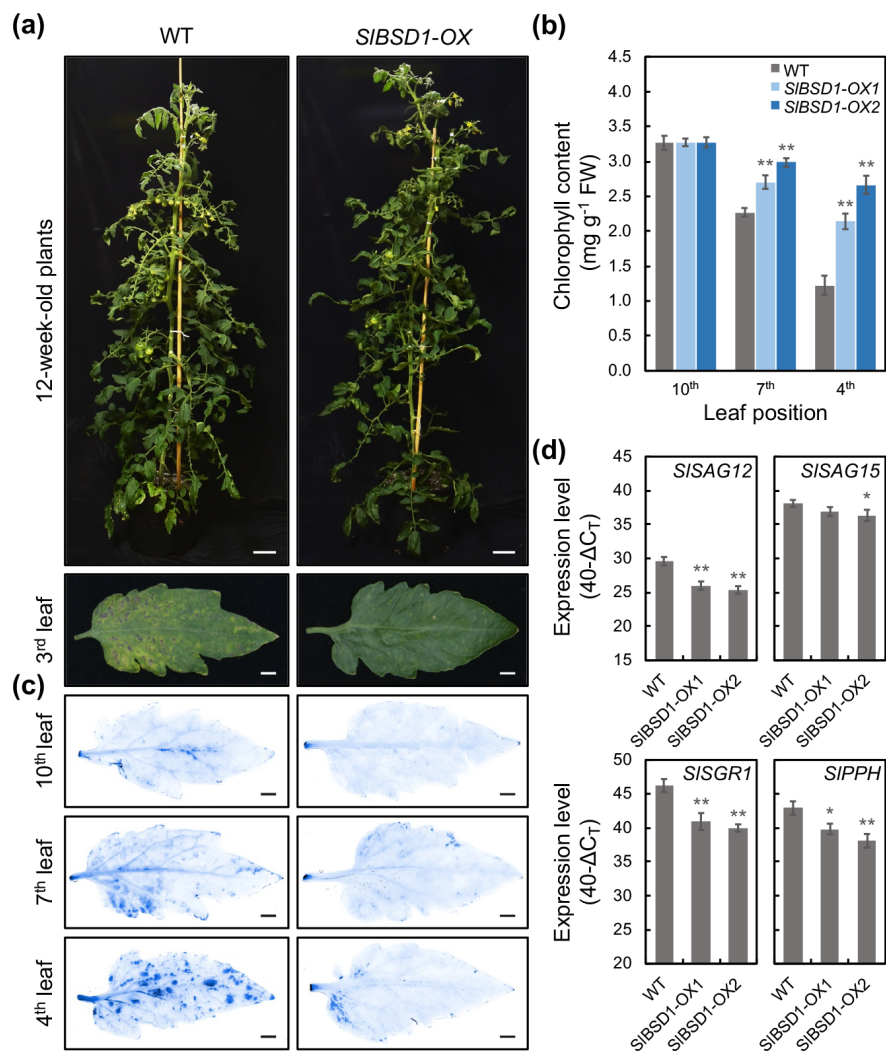 (a)
WT
SlBSD1-OX
12-week-old plants
3rd leaf
(b)
4.5
4.0
3.5
3.0
2.5
2.0
1.5
1.0
0.5
0.0
Chlorophyll content
(mg g-1 FW)
WT
SlBSD1-OX1
SlBSD1-OX2
**
**
**
**
10th
7th
4th
Leaf position
(c)
10th leaf
7th leaf
4th leaf
(d)
Expression level
(40-ΔCT)
45
40
35
30
25
20
15
SlSAG12
**
**
WT
SlBSD1-OX1
SlBSD1-OX2
SlSAG15
*
WT
SlBSD1-OX1
SlBSD1-OX2
Expression level
(40-ΔCT)
50
45
40
35
30
25
20
SlSGR1
**
**
WT
SlBSD1-OX1
SlBSD1-OX2
SlPPH
*
**
WT
SlBSD1-OX1
SlBSD1-OX2